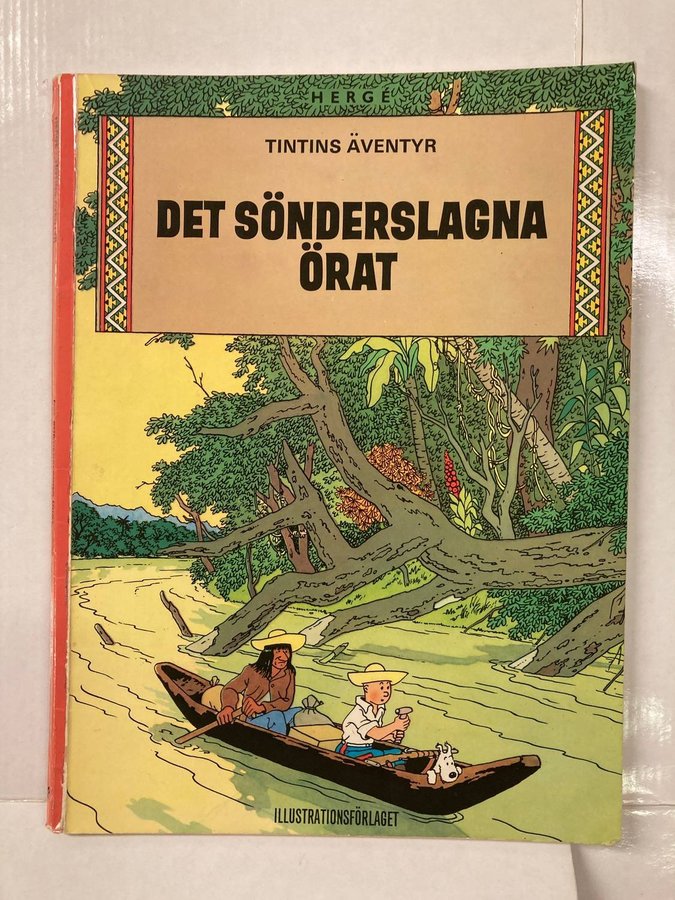 HERGÉ
TINTINS ÄVENTYR
DET SÖNDERSLAGNA
ÖRAT
ILLUSTRATIONSFÖRLAGET